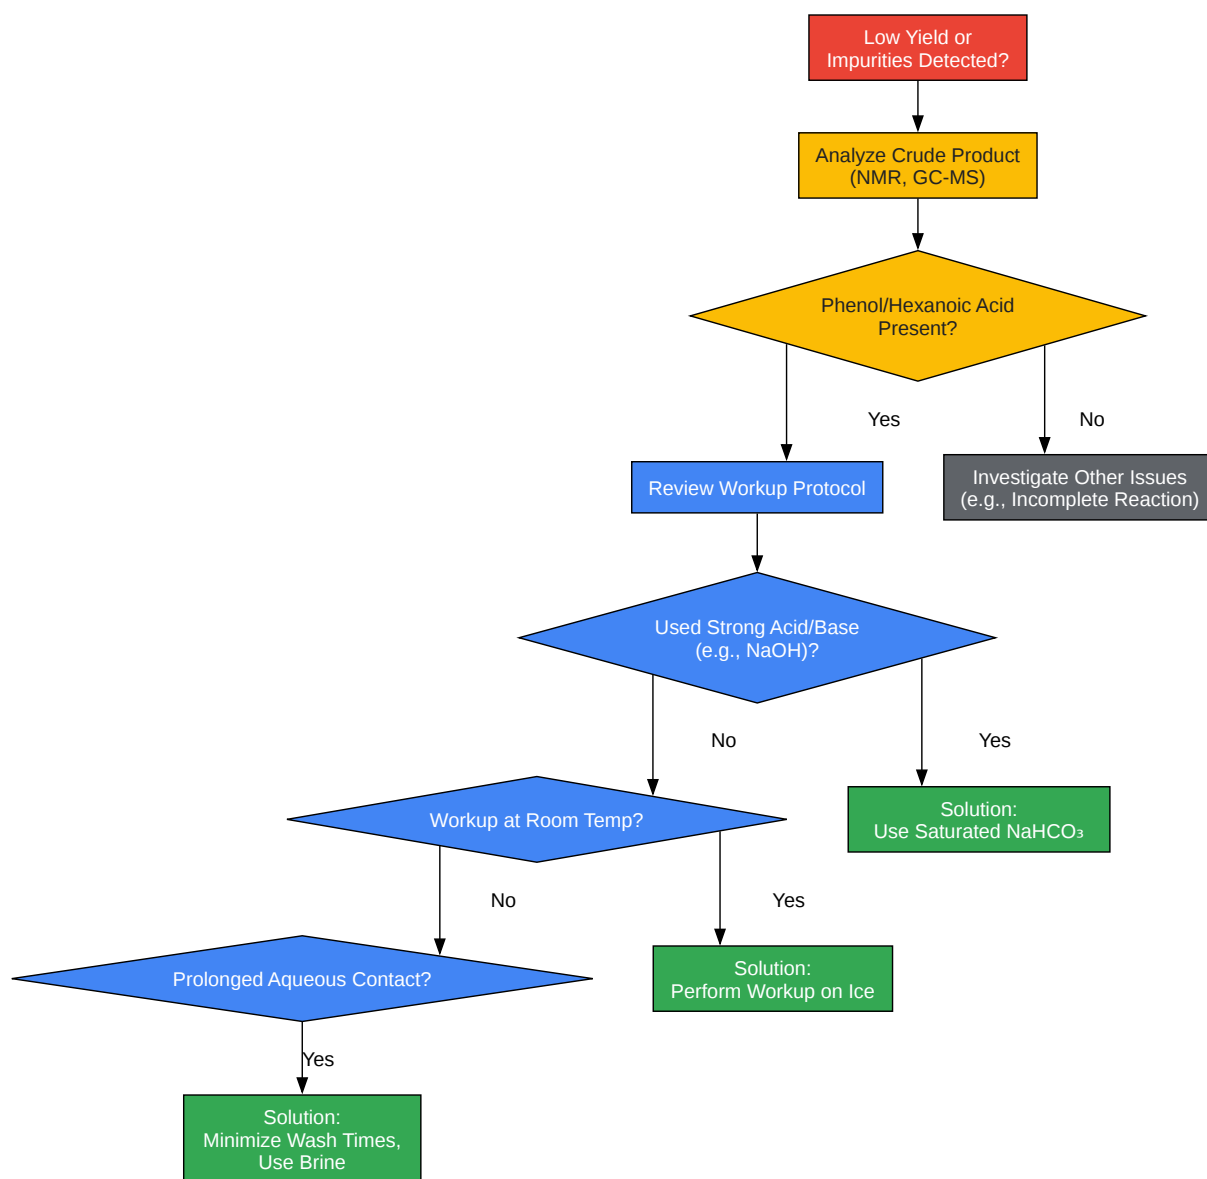 Low Yield or
Impurities Detected?
Analyze Crude Product
(NMR, GC-MS)
Phenol/Hexanoic Acid
Present?
Yes
No
Review Workup Protocol
Investigate Other Issues
(e.g., Incomplete Reaction)
Used Strong Acid/Base
(e.g., NaOH)?
No
Yes
Workup at Room Temp?
Solution:
Use Saturated NaHCO₃
No
Yes
Prolonged Aqueous Contact?
Solution:
Perform Workup on Ice
Yes
Solution:
Minimize Wash Times,
Use Brine